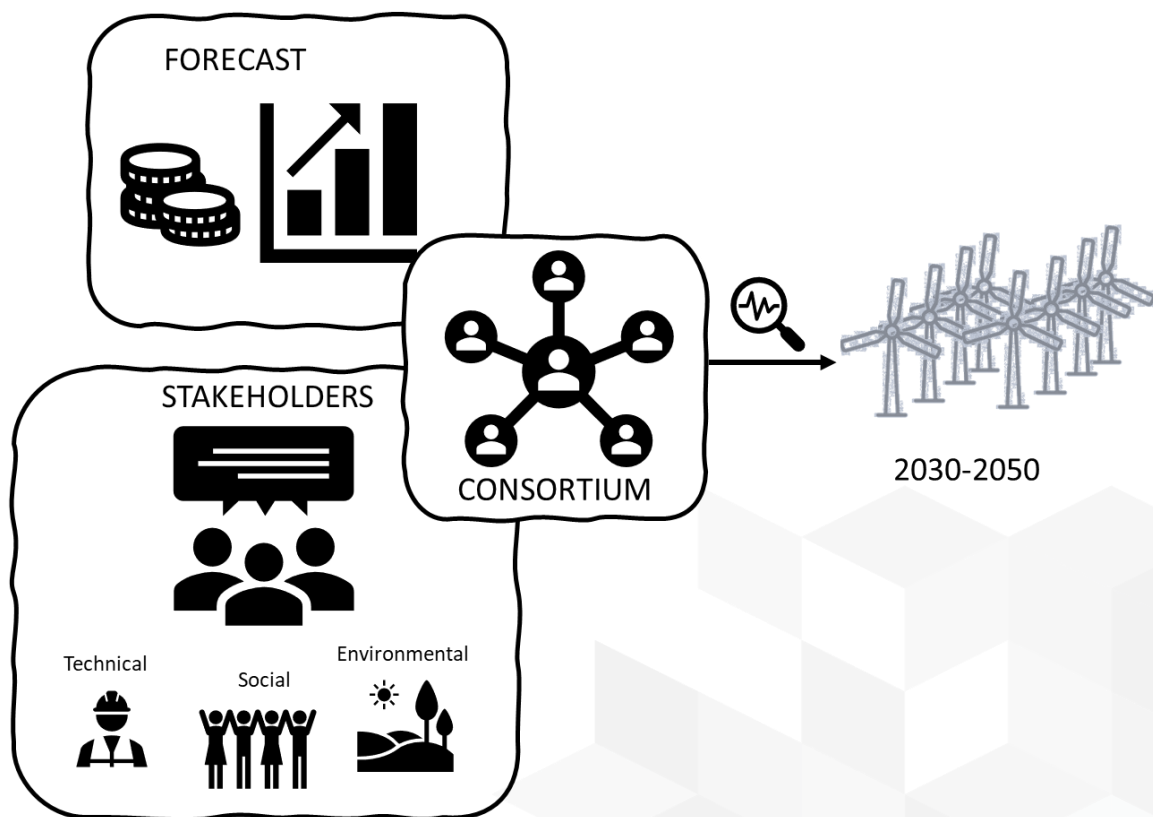 FORECAST
STAKEHOLDERS
CONSORTIUM
2030-2050
Technical
Social
Environmental